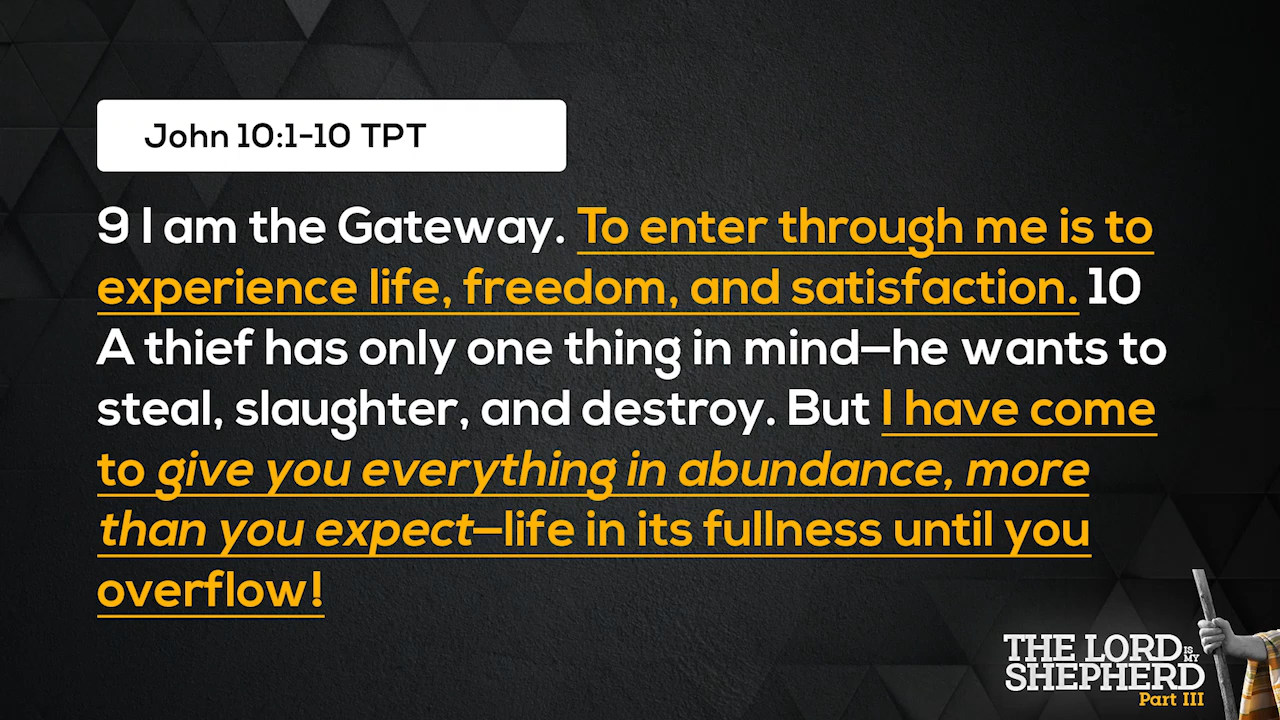 John 10:1-10 TPT
9 I am the Gateway. To enter through me is to
experience life, freedom, and satisfaction. 10
A thief has only one thing in mind—he wants to
steal, slaughter, and destroy. But I have come
to give you everything in abundance, more
than you expect—life in its fullness until you
overflow!
THE LORD IS MY
SHEPHERD
Part III